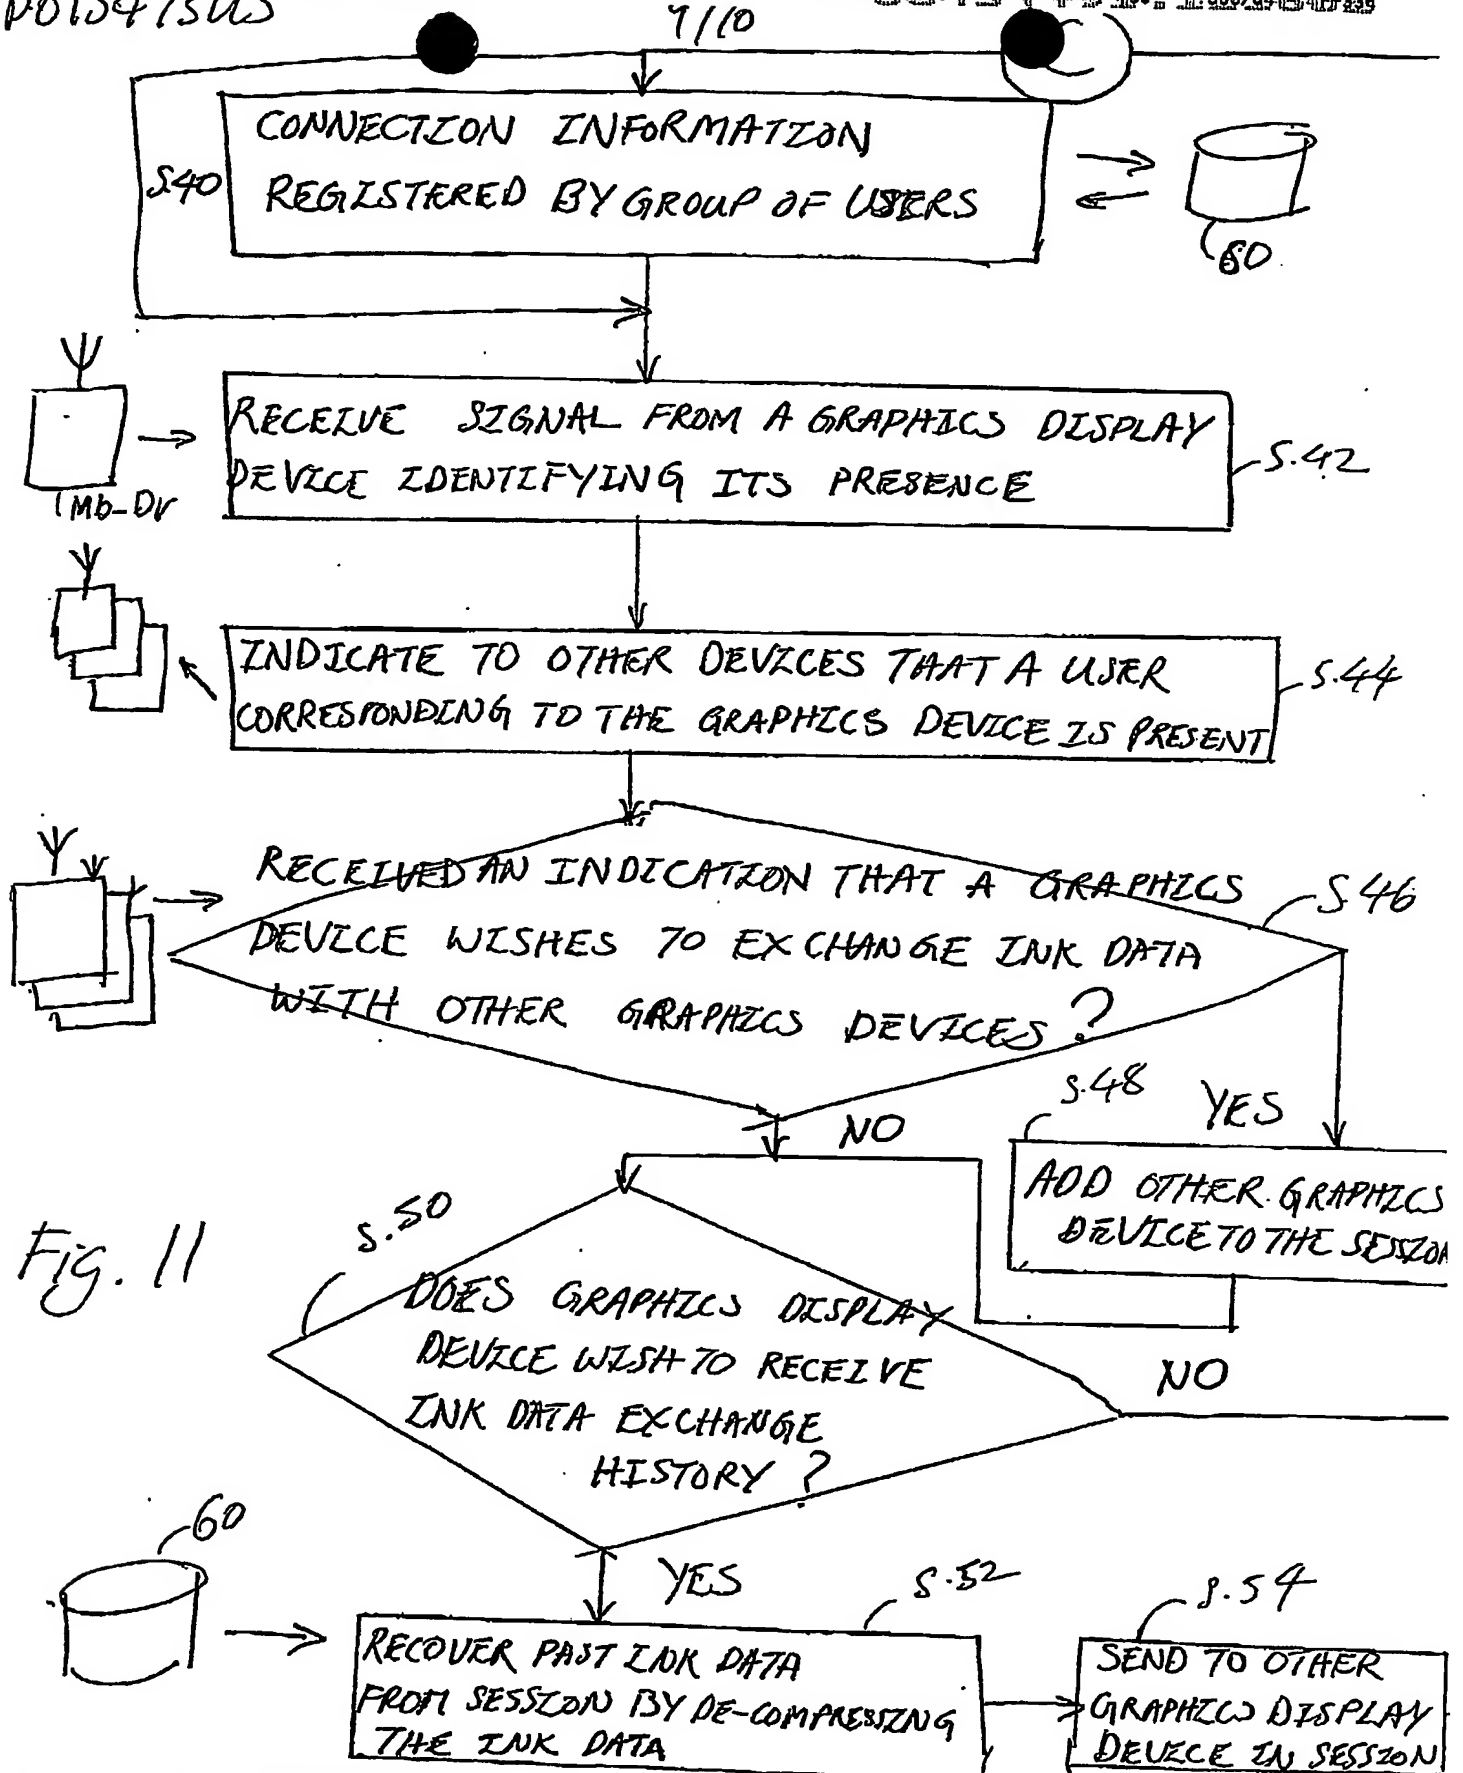 9/10
CONNECTION INFORMATION
REGISTERED BY GROUP OF USERS
S.40
60
RECEIVE SIGNAL FROM A GRAPHICS DISPLAY
DEVICE IDENTIFYING ITS PRESENCE
S.42
INDICATE TO OTHER DEVICES THAT A USER
CORRESPONDING TO THE GRAPHICS DEVICE IS PRESENT
S.44
RECEIVED AN INDICATION THAT A GRAPHICS
DEVICE WISHES TO EXCHANGE INK DATA
WITH OTHER GRAPHICS DEVICES ?
S.46
S.48
YES
NO
ADD OTHER GRAPHICS
DEVICE TO THE SESSION
S.50
Fig. 11
DOES GRAPHICS DISPLAY
DEVICE WISH TO RECEIVE
INK DATA EXCHANGE
HISTORY ?
NO
60
YES
S.52
S.54
RECOVER PAST INK DATA
FROM SESSION BY DE-COMPRESSING
THE INK DATA
SEND TO OTHER
GRAPHICS DISPLAY
DEVICE IN SESSION